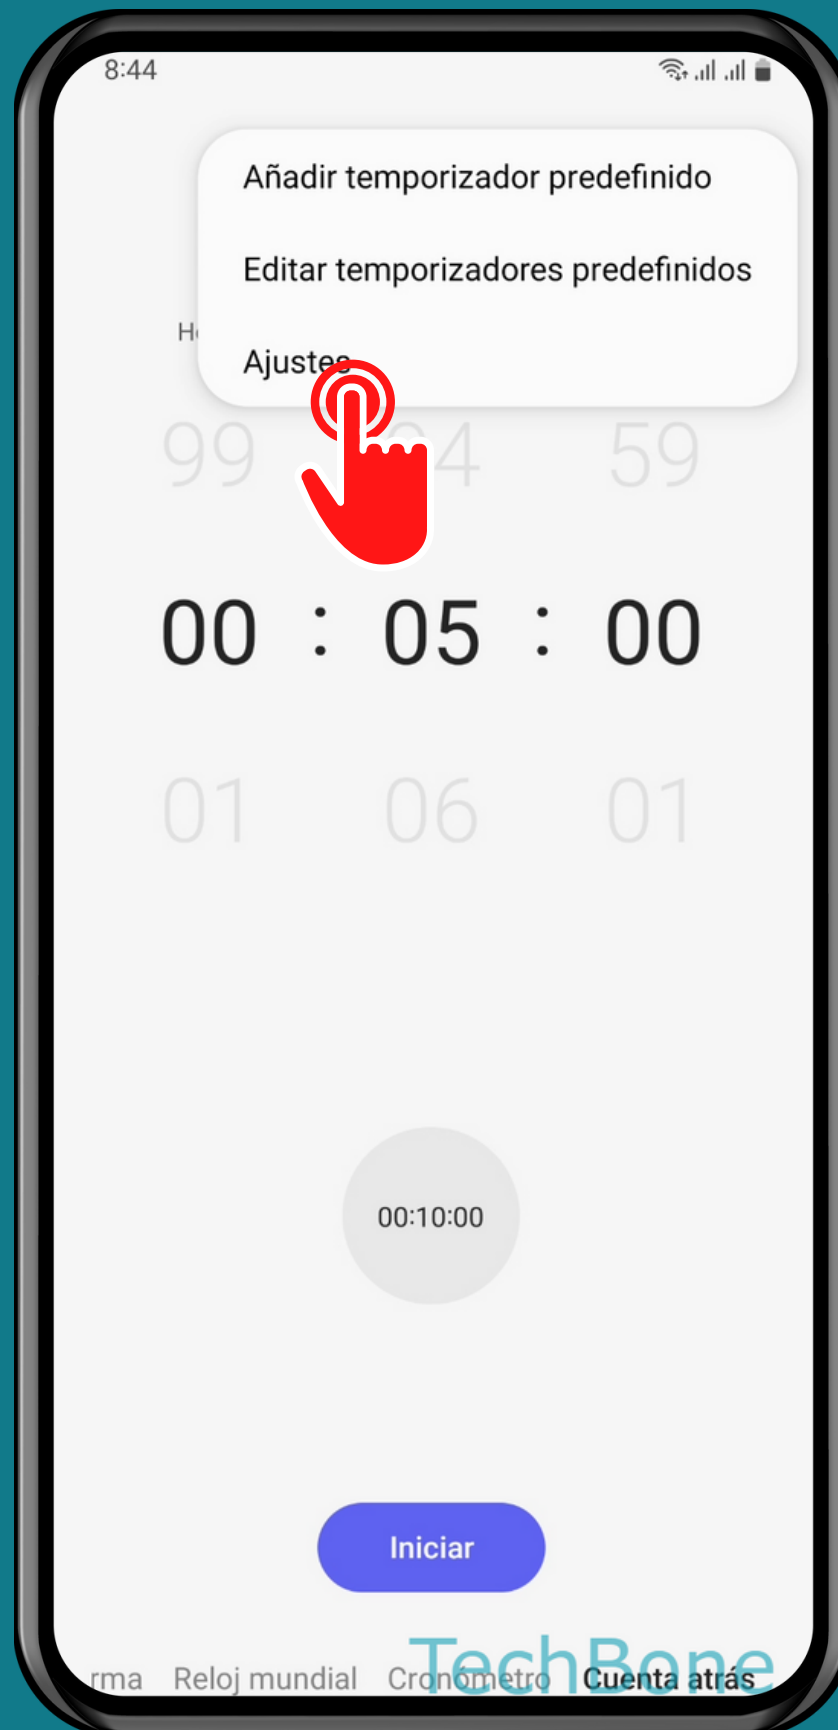 8:44
Añadir temporizador predefinido
Editar temporizadores predefinidos
Ajustes
99 59
00 : 05 : 00
01 06 01
00:10:00
Iniciar
rma Reloj mundial Cronómetro Cuenta atrás
TechBone